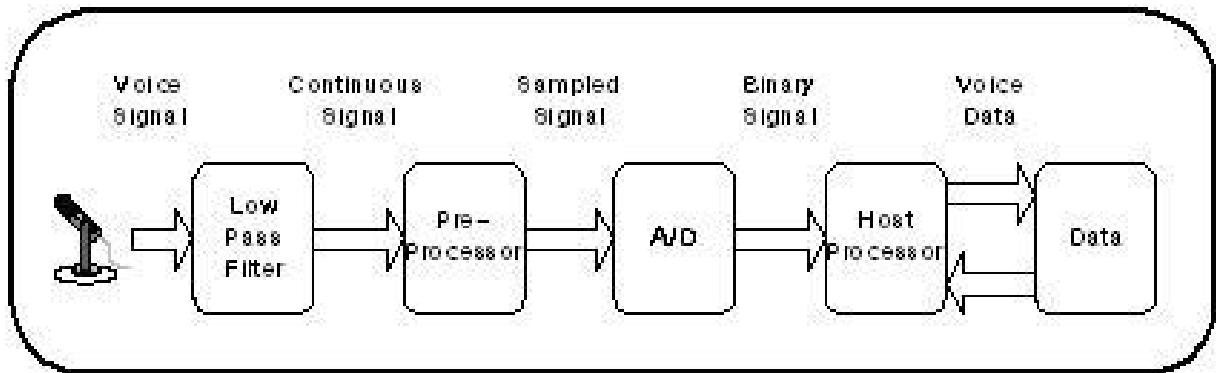 Voice Signal
Continuous Signal
Sampled Signal
Binary Signal
Voice Data
Low
Pass
Filter
Pre-
Processor
A/D
Host
Processor
Data